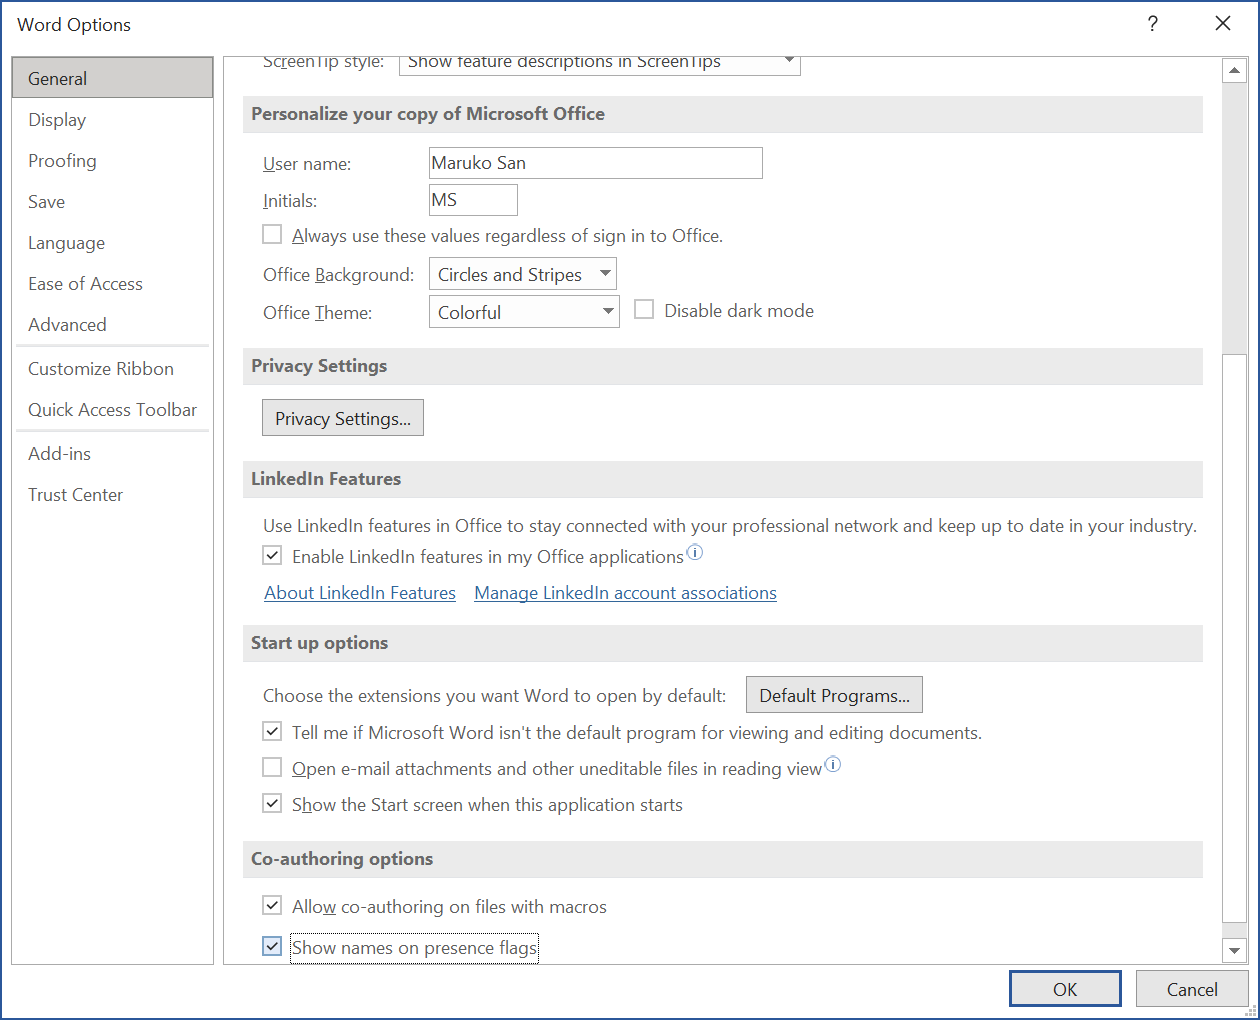 Word Options
?
General
Display
Proofing
Save
Language
Ease of Access
Advanced
Customize Ribbon
Quick Access Toolbar
Add-ins
Trust Center
ScreenTip style: Show feature descriptions in ScreenTips
Personalize your copy of Microsoft Office
User name: Maruko San
Initials: MS
Always use these values regardless of sign in to Office.
Office Background: Circles and Stripes
Office Theme: Colorful Disable dark mode
Privacy Settings
Privacy Settings...
LinkedIn Features
Use LinkedIn features in Office to stay connected with your professional network and keep up to date in your industry.
Enable LinkedIn features in my Office applications
About LinkedIn Features Manage LinkedIn account associations
Start up options
Choose the extensions you want Word to open by default: Default Programs...
Tell me if Microsoft Word isn't the default program for viewing and editing documents.
Open e-mail attachments and other uneditable files in reading view
Show the Start screen when this application starts
Co-authoring options
Allow co-authoring on files with macros
Show names on presence flags
OK Cancel